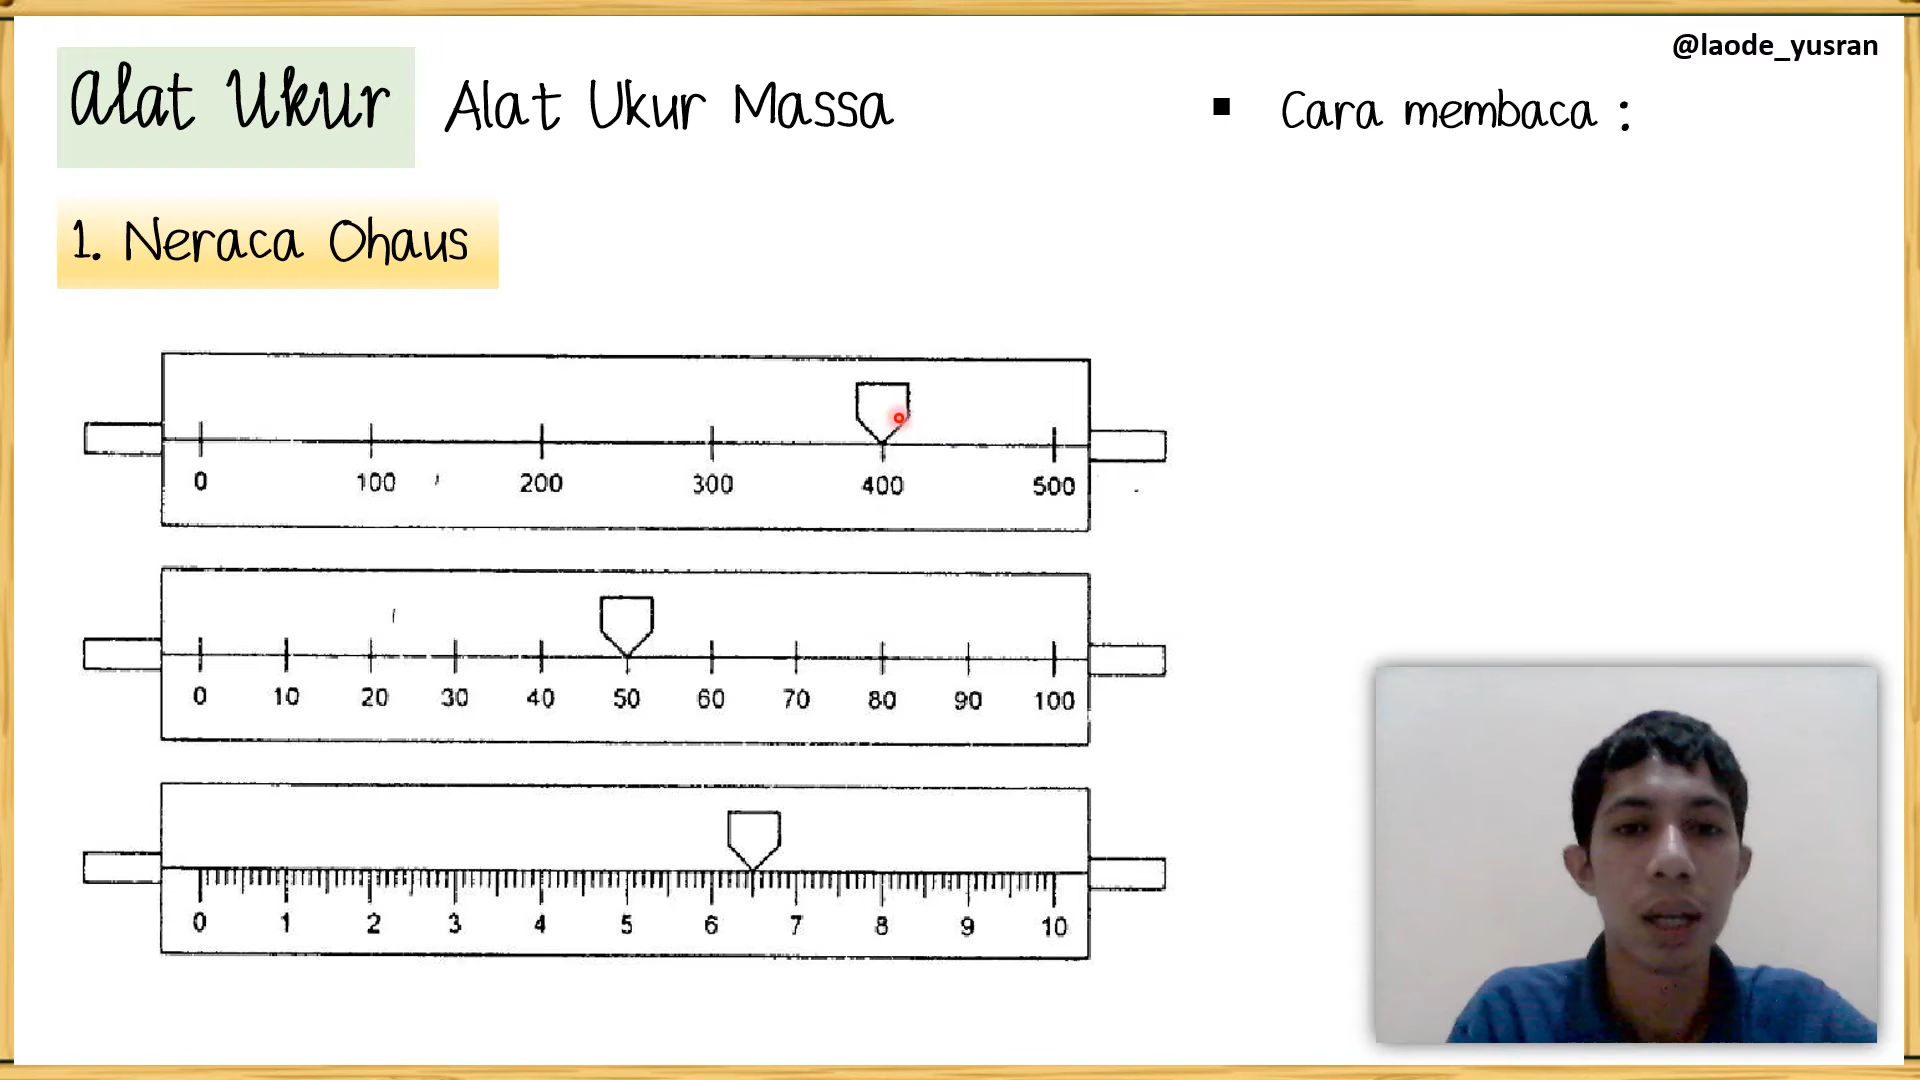 @laode_yusran
Alat Ukur Alat Ukur Massa
▪ Cara membaca :
1. Neraca Ohaus
0 100 200 300 400 500
0 10 20 30 40 50 60 70 80 90 100
0 1 2 3 4 5 6 7 8 9 10